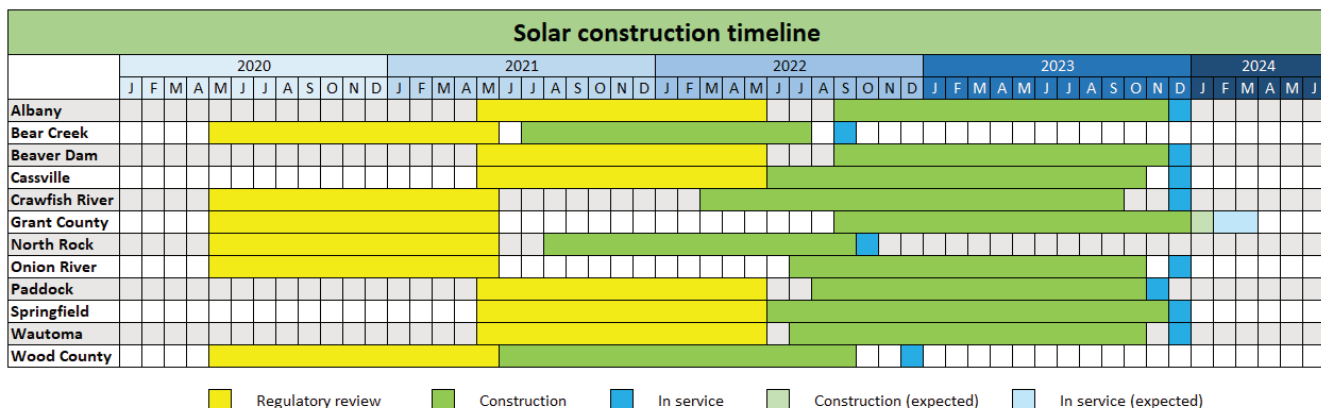 Solar construction timeline
2020 2021 2022 2023 2024
J F M A M J J A S O N D J F M A M J J A S O N D J F M A M J J A S O N D J F M A M J J A S O N D J F M A M J
Albany
Bear Creek
Beaver Dam
Cassville
Crawfish River
Grant County
North Rock
Onion River
Paddock
Springfield
Wautoma
Wood County
Regulatory review Construction In service Construction (expected) In service (expected)